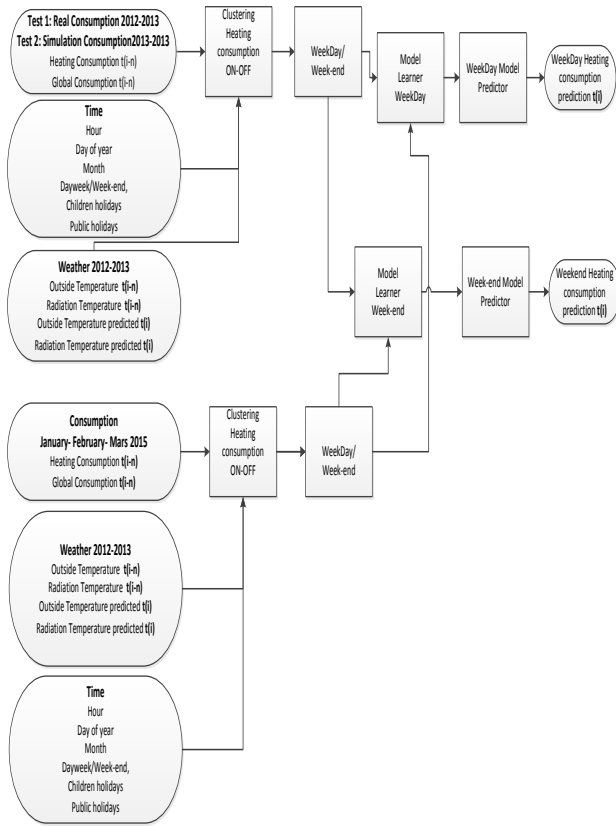 Test 1: Real Consumption 2012-2013
Test 2: Simulation Consumption2013-2013
Heating Consumption t(i-n)
Global Consumption t(i-n)
Clustering
Heating
consumption
ON-OFF
WeekDay/
Week-end
Model
Learner
WeekDay
WeekDay Model
Predictor
WeekDay Heating
consumption
prediction t(i)
Time
Hour
Day of year
Month
Dayweek/Week-end,
Children holidays
Public holidays
Weather 2012-2013
Outside Temperature t(i-n)
Radiation Temperature t(i-n)
Outside Temperature predicted t(i)
Radiation Temperature predicted t(i)
Model
Learner
Week-end
Week-end Model
Predictor
Weekend Heating
consumption
prediction t(i)
Consumption
January- February- Mars 2015
Heating Consumption t(i-n)
Global Consumption t(i-n)
Clustering
Heating
consumption
ON-OFF
WeekDay/
Week-end
Weather 2012-2013
Outside Temperature t(i-n)
Radiation Temperature t(i-n)
Outside Temperature predicted t(i)
Radiation Temperature predicted t(i)
Time
Hour
Day of year
Month
Dayweek/Week-end,
Children holidays
Public holidays